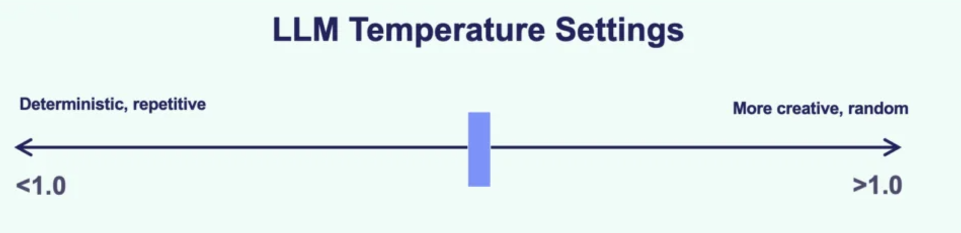 LLM Temperature Settings
Deterministic, repetitive
More creative, random
<1.0
>1.0